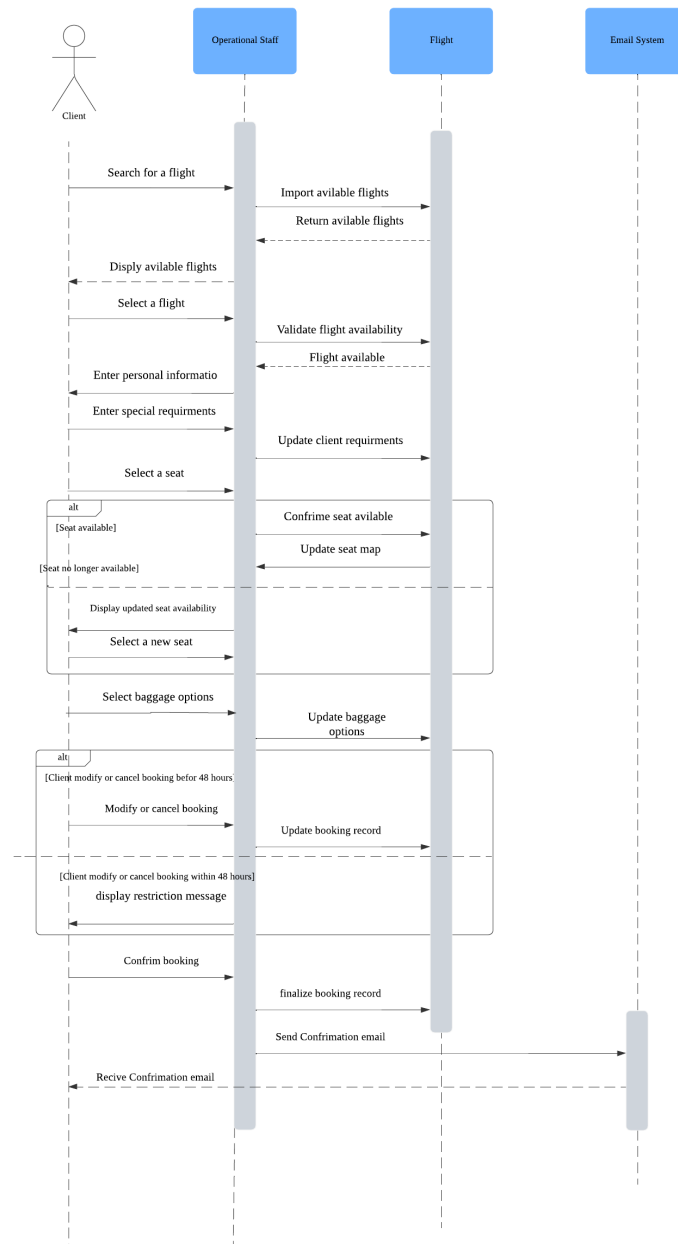 Operational Staff
Flight
Email System
Client
Search for a flight
Import avilable flights
Return avilable flights
Disply avilable flights
Select a flight
Validate flight availability
Flight available
Enter personal informatio
Enter special requirments
Update client requirments
Select a seat
alt
[Seat available]
Confrime seat avilable
Update seat map
[Seat no longer available]
Display updated seat availability
Select a new seat
Select baggage options
Update baggage
options
alt
[Client modify or cancel booking befor 48 hours]
Modify or cancel booking
Update booking record
[Client modify or cancel booking within 48 hours]
display restriction message
Confrim booking
finalize booking record
Send Confrimation email
Recive Confrimation email